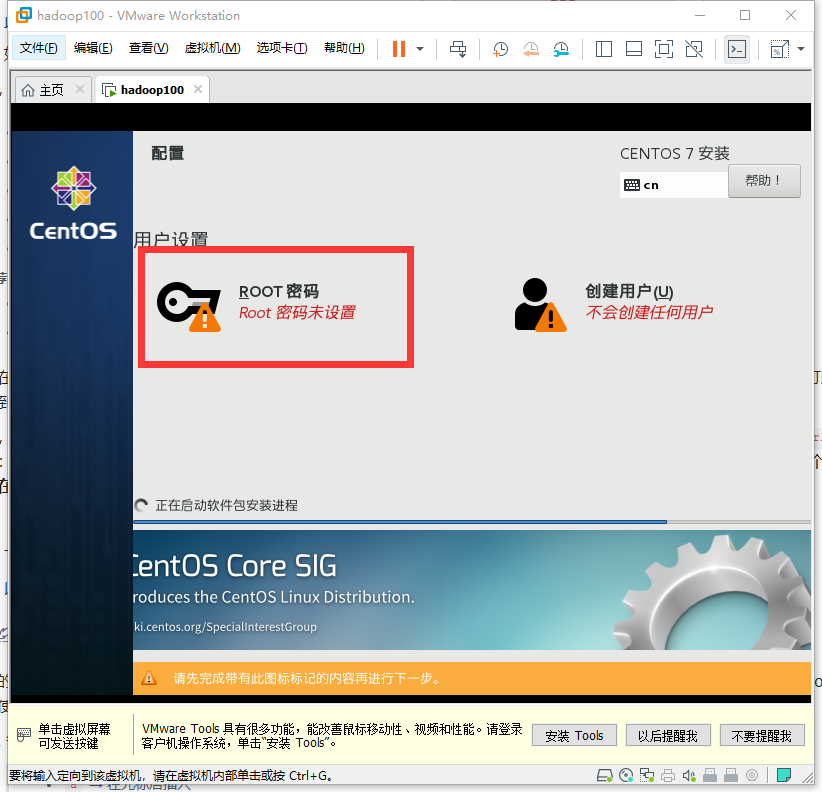 hadoop100 - VMware Workstation
文件(F) 编辑(E) 查看(V) 虚拟机(M) 选项卡(T) 帮助(H)
主页 hadoop100
配置
CENTOS 7 安装
cn
帮助！
CentOS
用户设置
ROOT 密码
Root 密码未设置
创建用户(U)
不会创建任何用户
正在启动软件包安装进程
CentOS Core SIG
roduces the CentOS Linux Distribution.
ki.centos.org/SpecialInterestGroup
请先完成带有此图标标记的内容再进行下一步。
单击虚拟屏幕
可发送按键
VMware Tools 具有很多功能，能改善鼠标移动性、视频和性能。请登录
客户机操作系统，单击“安装 Tools”。
安装 Tools
以后提醒我
不要提醒我
要将输入定向到该虚拟机，请在虚拟机内部单击或按 Ctrl+G。